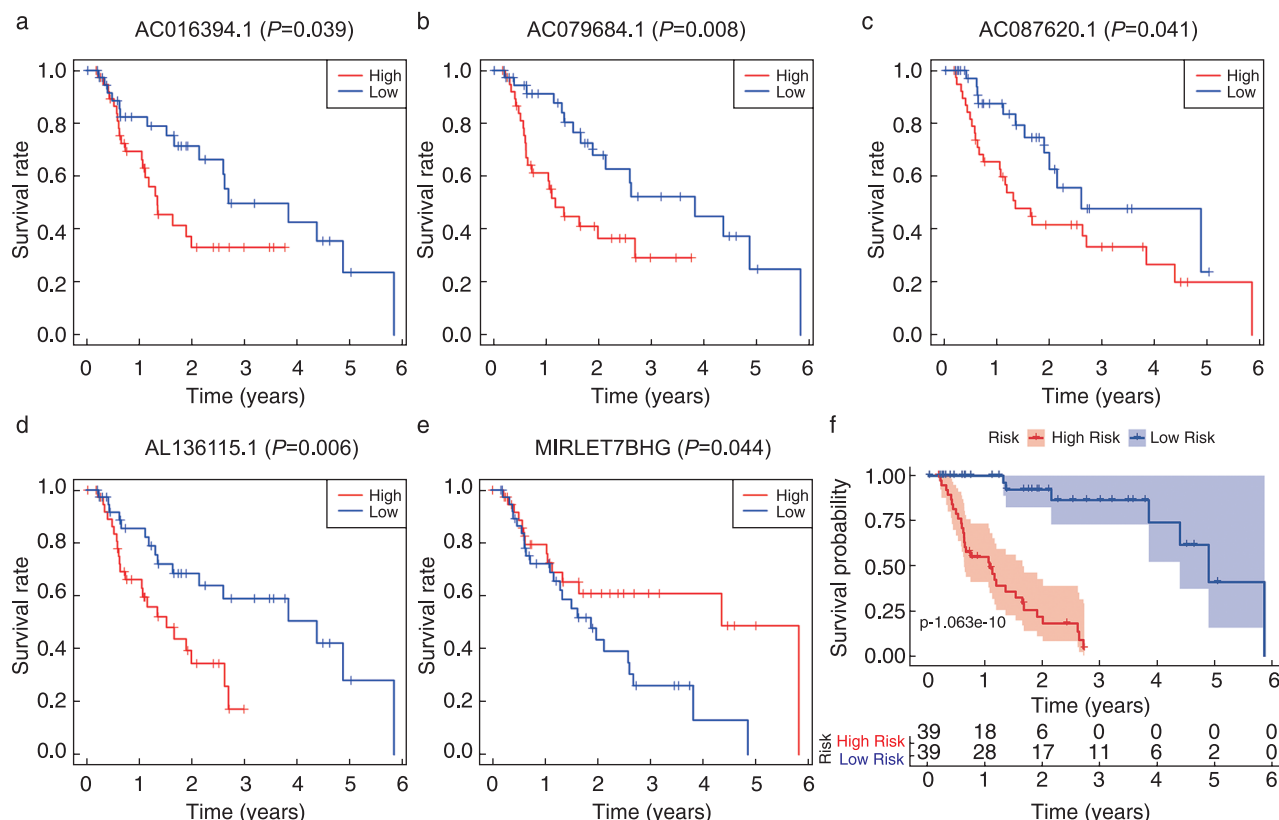 a
AC016394.1 (P=0.039)
High
Low
Survival rate
1.0
0.8
0.6
0.4
0.2
0.0
0 1 2 3 4 5 6
Time (years)
b
AC079684.1 (P=0.008)
High
Low
Survival rate
1.0
0.8
0.6
0.4
0.2
0.0
0 1 2 3 4 5 6
Time (years)
c
AC087620.1 (P=0.041)
High
Low
Survival rate
1.0
0.8
0.6
0.4
0.2
0.0
0 1 2 3 4 5 6
Time (years)
d
AL136115.1 (P=0.006)
High
Low
Survival rate
1.0
0.8
0.6
0.4
0.2
0.0
0 1 2 3 4 5 6
Time (years)
e
MIRLET7BHG (P=0.044)
High
Low
Survival rate
1.0
0.8
0.6
0.4
0.2
0.0
0 1 2 3 4 5 6
Time (years)
f
Risk High Risk Low Risk
Survival probability
1.00
0.75
0.50
0.25
0.00
p-1.063e-10
0 1 2 3 4 5 6
Time (years)
Risk
High Risk 39 18 6 0 0 0 0
Low Risk 39 28 17 11 6 2 0
0 1 2 3 4 5 6
Time (years)